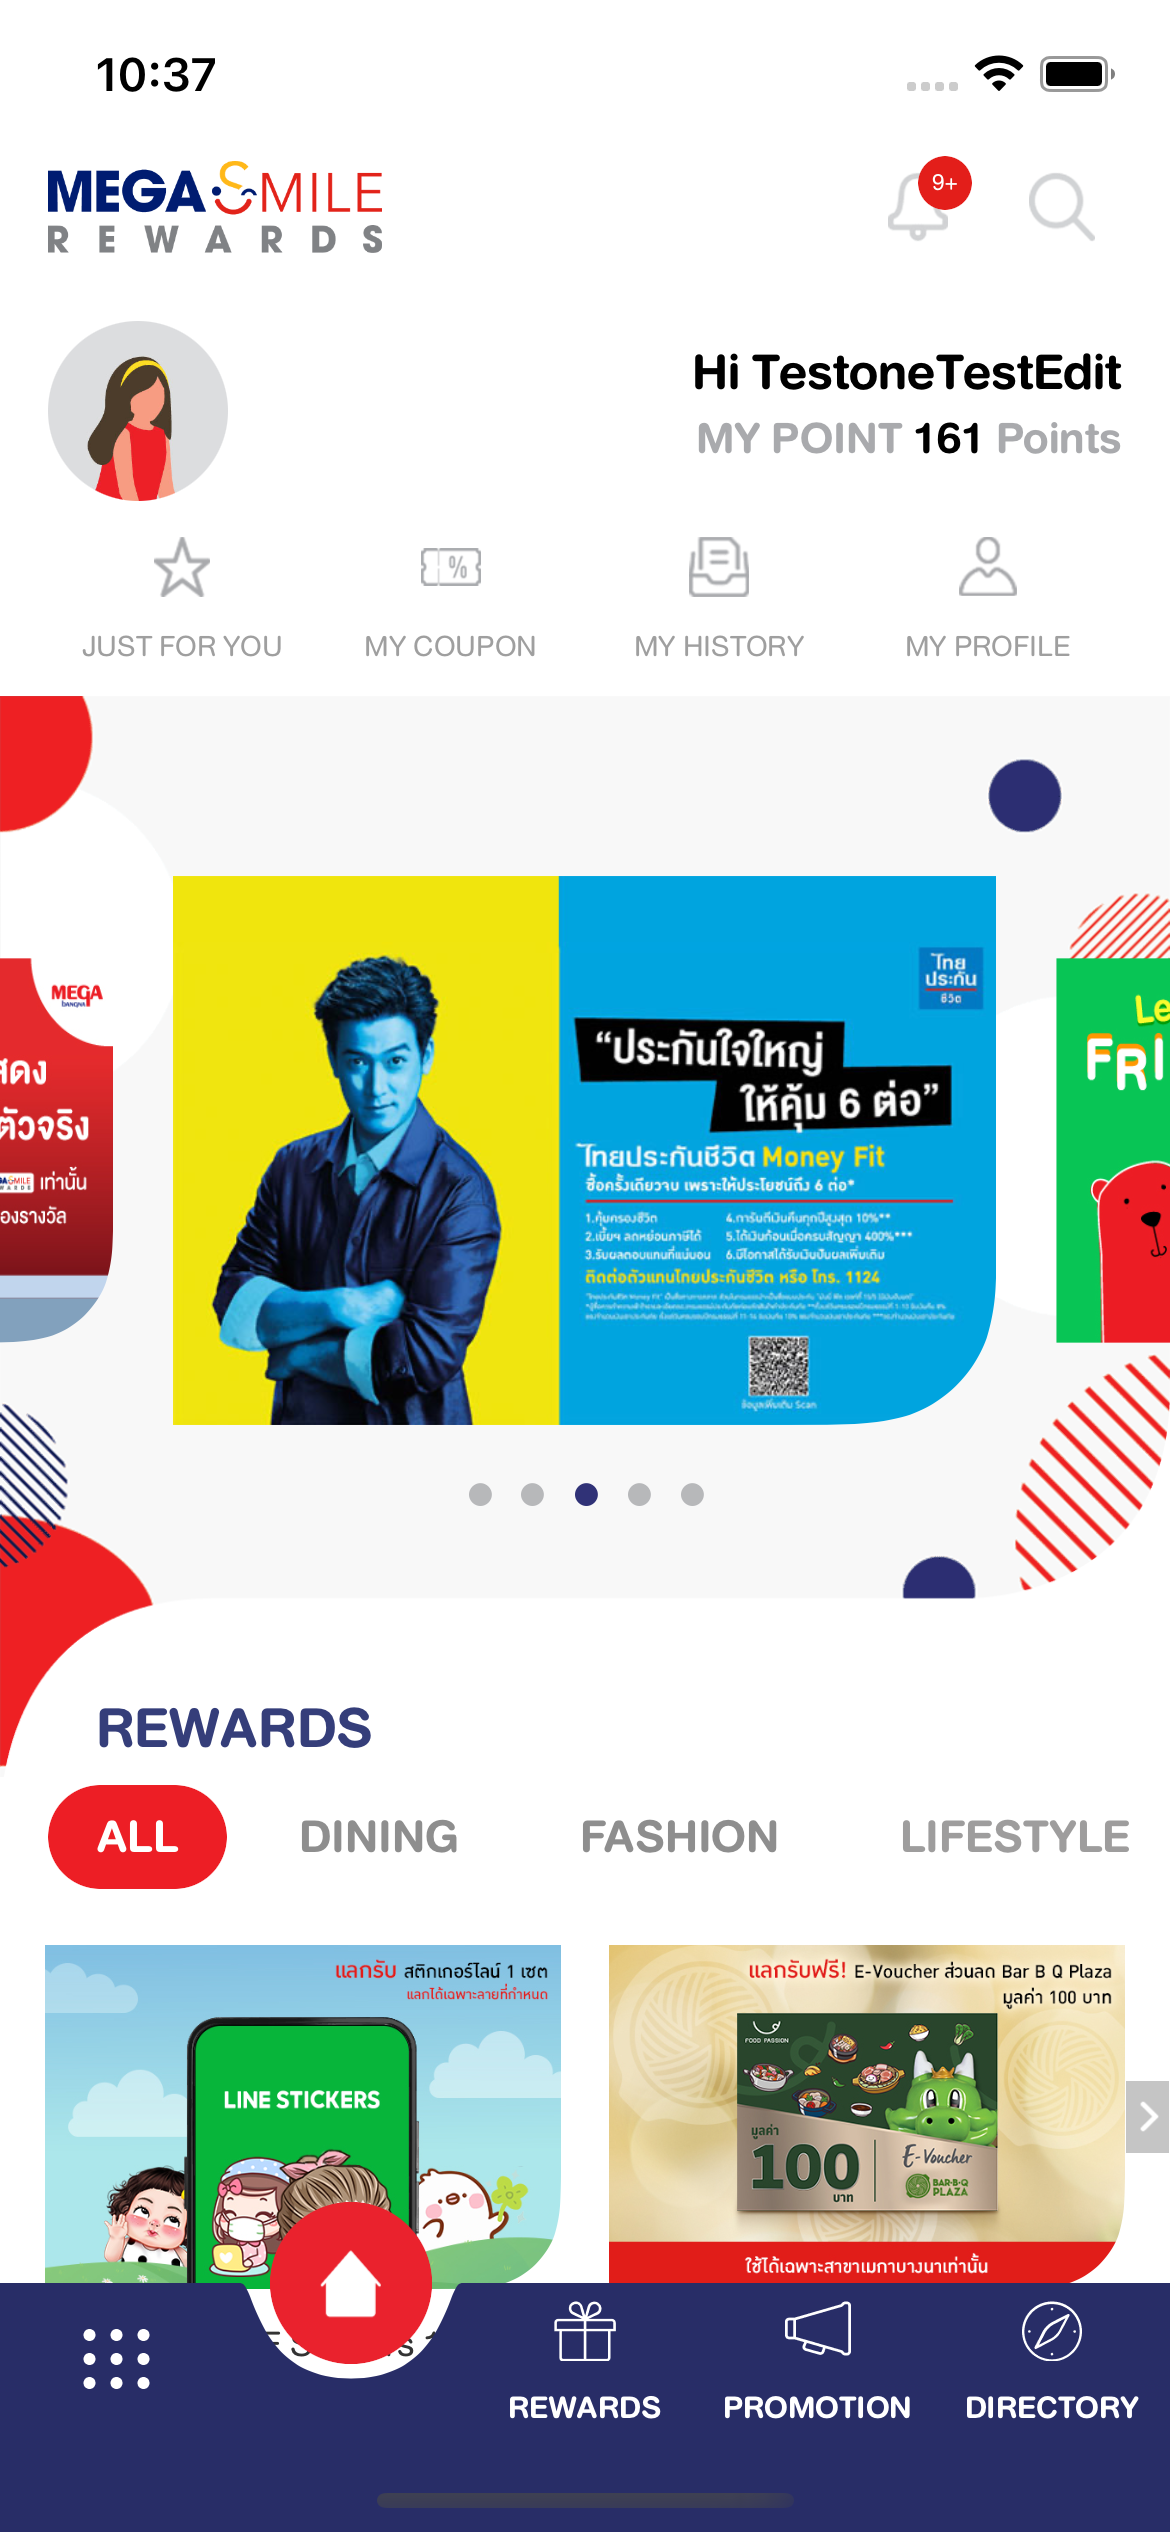 10:37
MEGA SMILE
REWARDS
9+
Hi TestoneTestEdit
MY POINT 161 Points
JUST FOR YOU
MY COUPON
MY HISTORY
MY PROFILE
MEGA
BANGNA
ตัวจริง
เท่านั้น
ไทย
ประกัน
ชีวิต
“ประกันใจใหญ่
ให้คุ้ม 6 ต่อ”
ไทยประกันชีวิต Money Fit
ซื้อครั้งเดียวจบ เพราะให้ประโยชน์ถึง 6 ต่อ*
1.คุ้มครองชีวิต
2.เบี้ยฯ ลดหย่อนภาษีได้
3.รับผลตอบแทนที่แน่นอน
4.การันตีเงินคืนทุกปีสูงสุด 10%**
5.ได้เงินก้อนเมื่อครบสัญญา 400%***
6.มีโอกาสได้รับเงินปันผลเพิ่มเติม
ติดต่อตัวแทนไทยประกันชีวิต หรือ โทร. 1124
ข้อมูลเพิ่มเติม Scan
Le
FRI
REWARDS
ALL
DINING
FASHION
LIFESTYLE
แลกรับ สติกเกอร์ไลน์ 1 เซต
แลกได้เฉพาะลายที่กำหนด
LINE STICKERS
แลกรับฟรี! E-Voucher ส่วนลด Bar B Q Plaza
มูลค่า 100 บาท
FOOD PASSION
มูลค่า
100
บาท
E-Voucher
BAR·B·Q
PLAZA
ใช้ได้เฉพาะสาขาเมกาบางนาเท่านั้น
REWARDS
PROMOTION
DIRECTORY